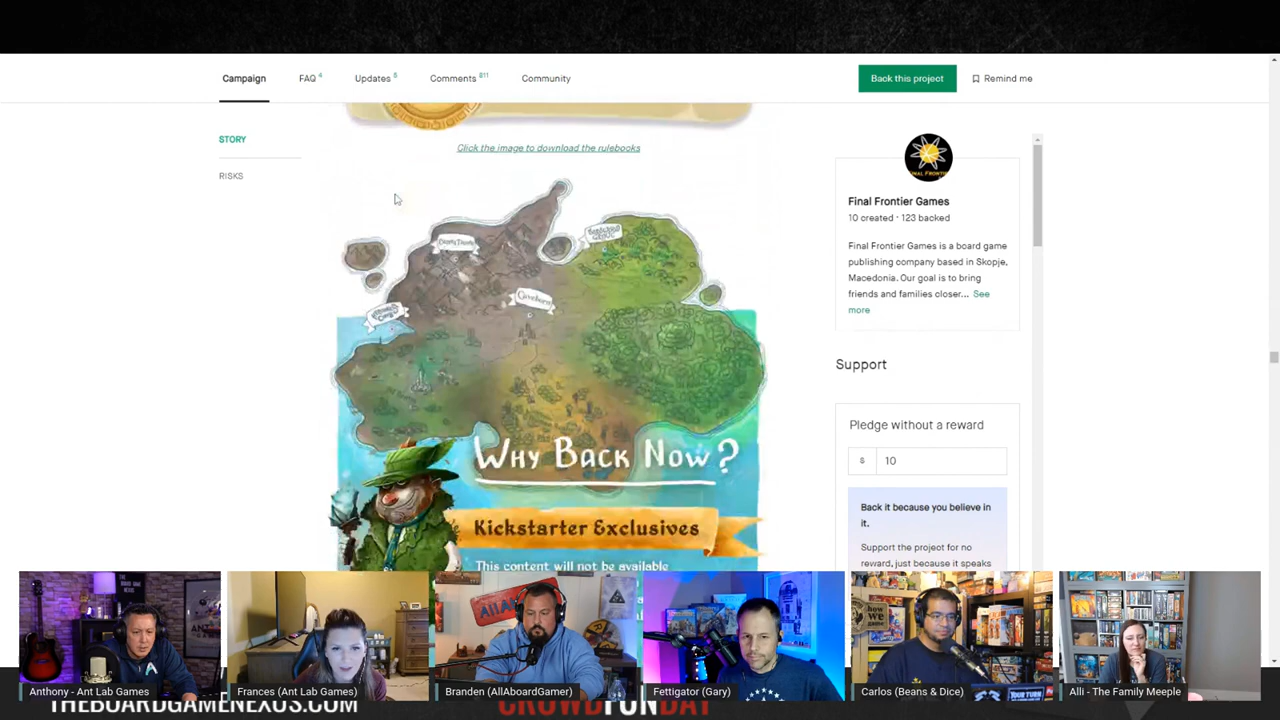 Campaign
FAQ 4
Updates 5
Comments 811
Community
Back this project
Remind me
STORY
RISKS
Click the image to download the rulebooks
Why Back Now?
Kickstarter Exclusives
This content will not be available
FINAL FRONTIER
Final Frontier Games
10 created · 123 backed
Final Frontier Games is a board game
publishing company based in Skopje,
Macedonia. Our goal is to bring
friends and families closer... See
more
Support
Pledge without a reward
$ 10
Back it because you believe in
it.
Support the project for no
reward, just because it speaks
Anthony - Ant Lab Games
Frances (Ant Lab Games)
Branden (AllAboardGamer)
Fettigator (Gary)
Carlos (Beans & Dice)
Alli - The Family Meeple
THEBOARDGAMENEXUS.COM
CROWDFUNDAY